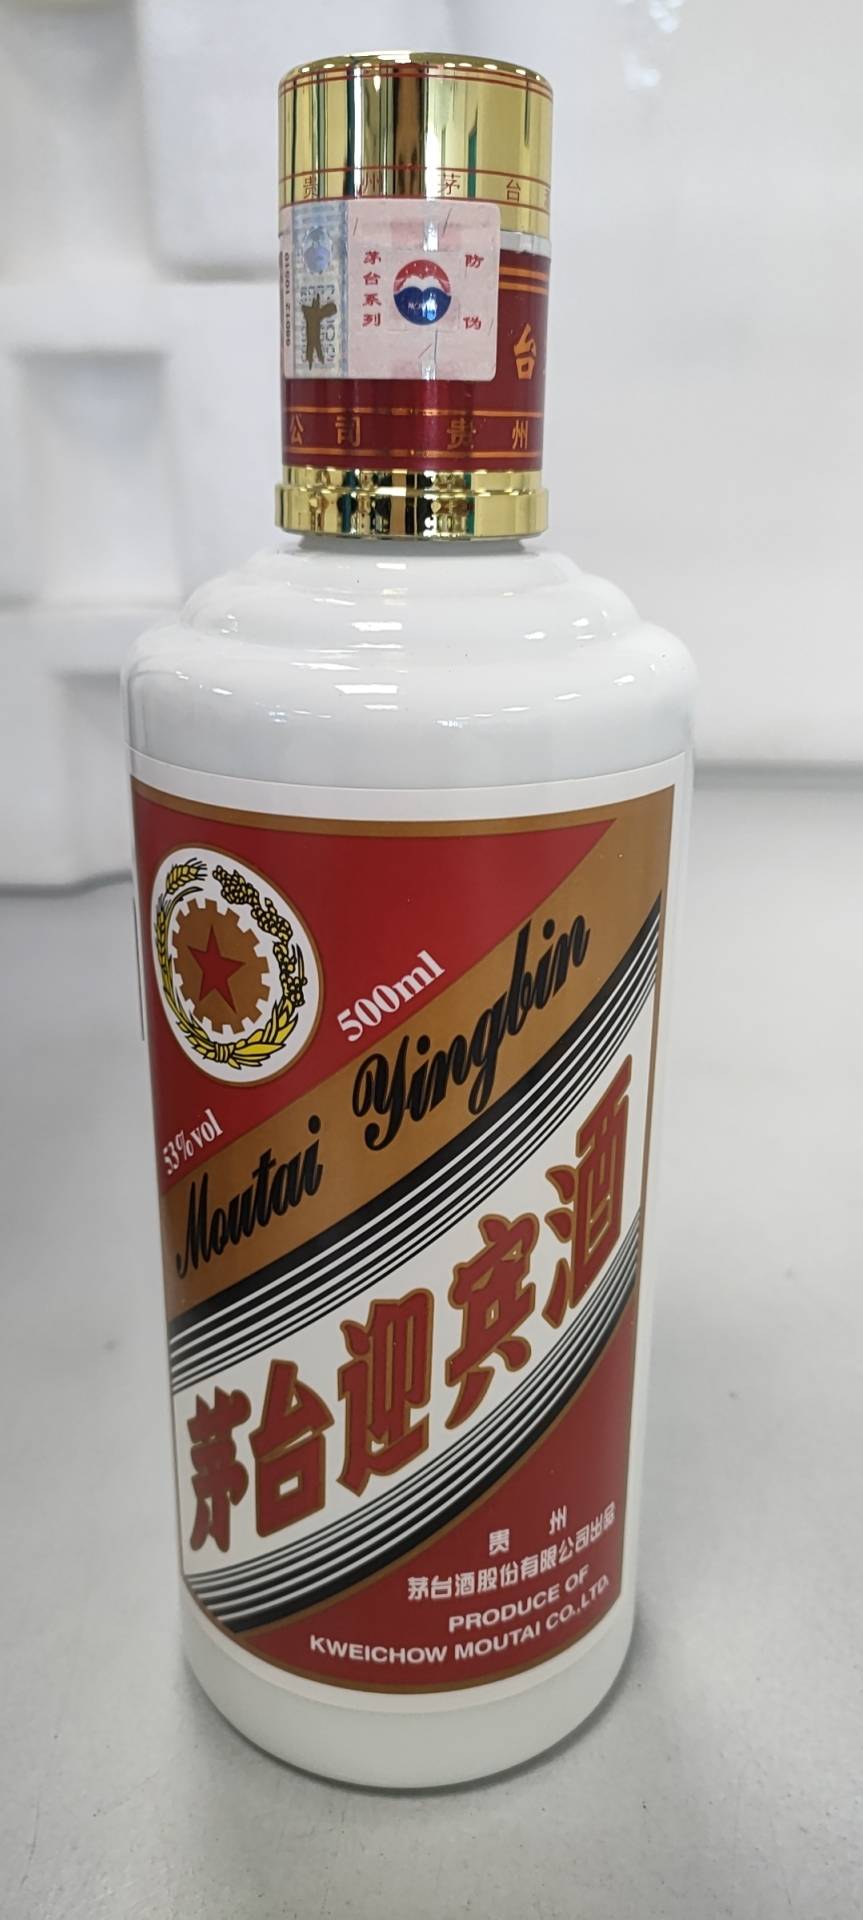 贵州茅台
茅台系列
防伪
台
公司 贵州
500ml
53%vol
Moutai Yingbin
茅台迎宾酒
贵州
茅台酒股份有限公司出品
PRODUCE OF
KWEICHOW MOUTAI CO.,LTD.